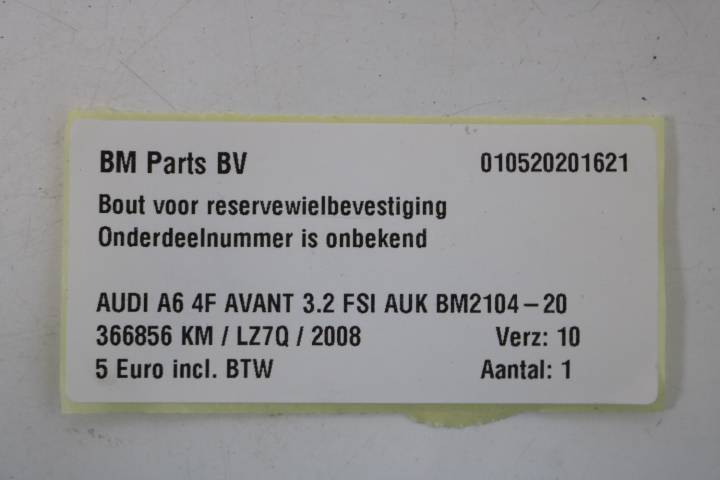 BM Parts BV 010520201621
Bout voor reservewielbevestiging
Onderdeelnummer is onbekend
AUDI A6 4F AVANT 3.2 FSI AUK BM2104-20
366856 KM / LZ7Q / 2008 Verz: 10
5 Euro incl. BTW Aantal: 1